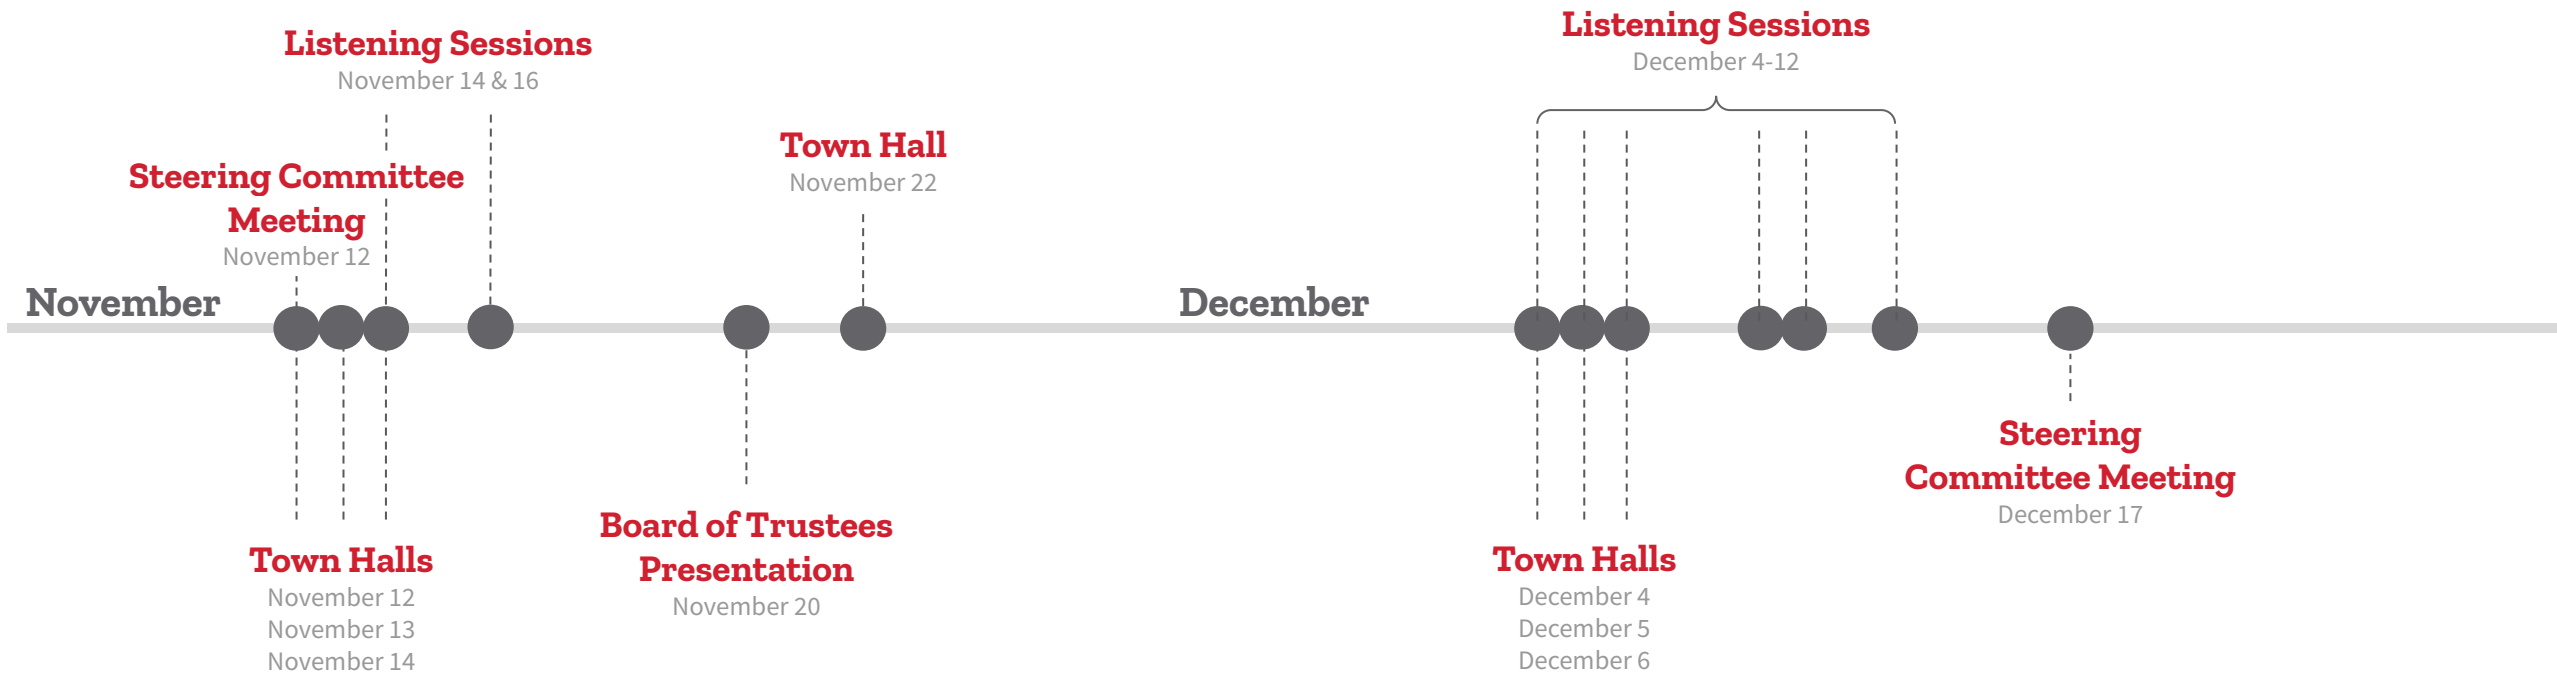 Listening Sessions
November 14 & 16
Steering Committee
Meeting
November 12
Town Hall
November 22
Listening Sessions
December 4-12
November
December
Town Halls
November 12
November 13
November 14
Board of Trustees
Presentation
November 20
Town Halls
December 4
December 5
December 6
Steering
Committee Meeting
December 17